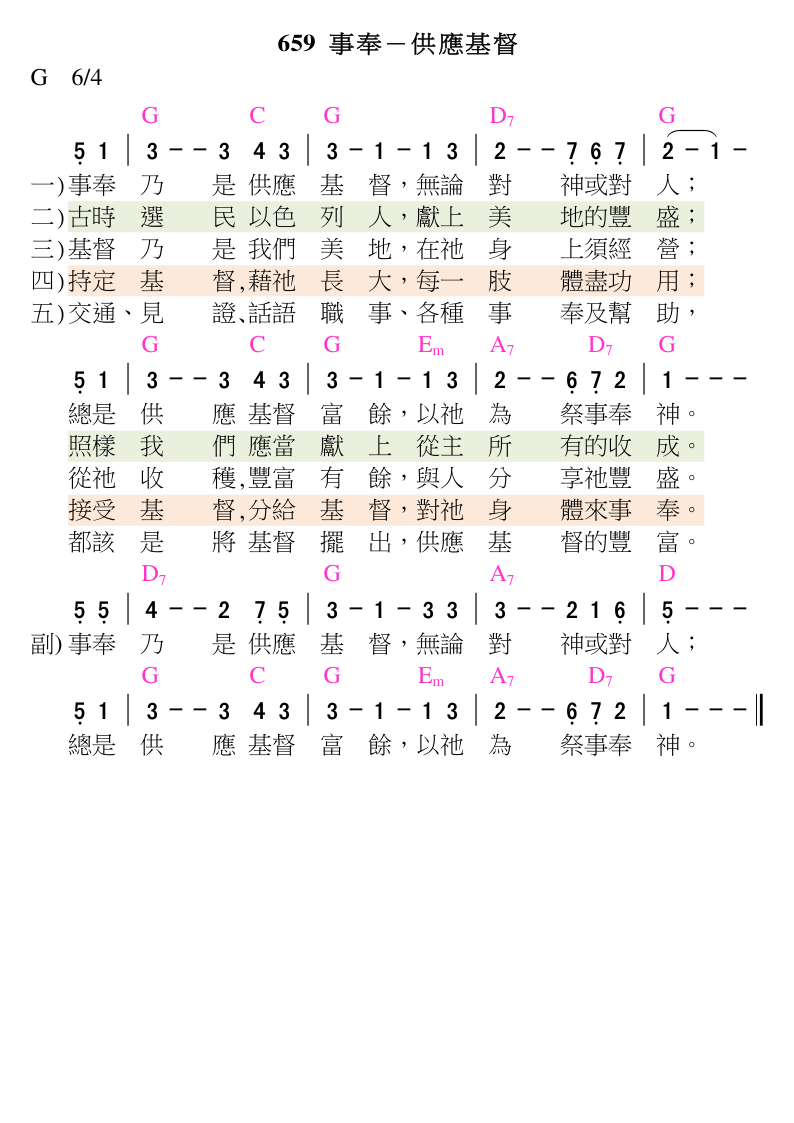 659 事奉－供應基督
G 6/4
G C G D7 G
5̣ 1 | 3 - - 3 4 3 | 3 - 1 - 1 3 | 2 - - 7̣ 6̣ 7̣ | 2 - 1 -
一)事奉 乃 是 供應 基 督，無論 對 神或對 人；
二)古時 選 民 以色 列 人，獻上 美 地的豐 盛；
三)基督 乃 是 我們 美 地，在祂 身 上須經 營；
四)持定 基 督,藉祂 長 大，每一 肢 體盡功 用；
五)交通、見 證、話語 職 事、各種 事 奉及幫 助，
G C G Em A7 D7 G
5̣ 1 | 3 - - 3 4 3 | 3 - 1 - 1 3 | 2 - - 6̣ 7̣ 2 | 1 - - -
總是 供 應 基督 富 餘，以祂 為 祭事奉 神。
照樣 我 們 應當 獻 上 從主 所 有的收 成。
從祂 收 穫,豐富 有 餘，與人 分 享祂豐 盛。
接受 基 督,分給 基 督，對祂 身 體來事 奉。
都該 是 將 基督 擺 出，供應 基 督的豐 富。
D7 G A7 D
5̣ 5̣ | 4 - - 2 7̣ 5̣ | 3 - 1 - 3 3 | 3 - - 2 1 6̣ | 5̣ - - -
副)事奉 乃 是 供應 基 督，無論 對 神或對 人；
G C G Em A7 D7 G
5̣ 1 | 3 - - 3 4 3 | 3 - 1 - 1 3 | 2 - - 6̣ 7̣ 2 | 1 - - - ‖
總是 供 應 基督 富 餘，以祂 為 祭事奉 神。